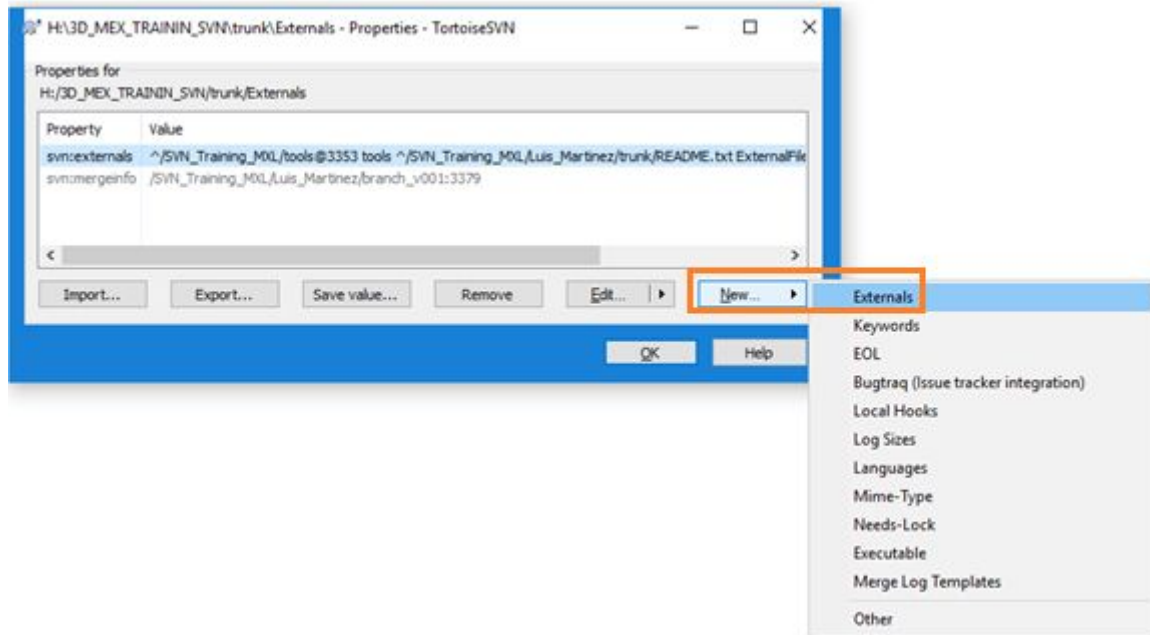 H:\3D_MEX_TRAININ_SVN\trunk\Externals - Properties - TortoiseSVN
Properties for
H:/3D_MEX_TRAININ_SVN/trunk/Externals
Property Value
svn:externals ^/SVN_Training_MXL/tools@3353 tools ^/SVN_Training_MXL/Luis_Martinez/trunk/README.txt ExternalFile
svn:mergeinfo /SVN_Training_MXL/Luis_Martinez/branch_v001:3379
Import... Export... Save value... Remove Edit... New...
OK Help
Externals
Keywords
EOL
Bugtraq (Issue tracker integration)
Local Hooks
Log Sizes
Languages
Mime-Type
Needs-Lock
Executable
Merge Log Templates
Other